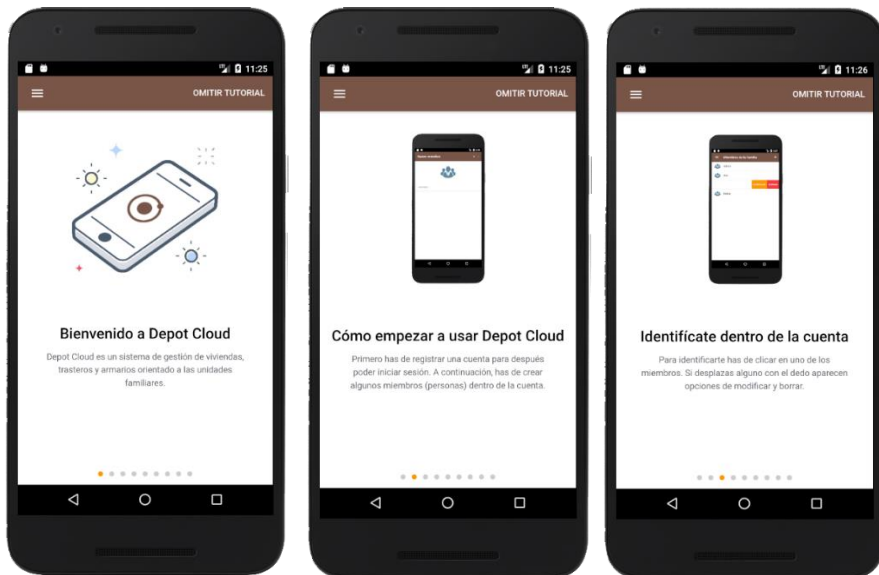 11:25
OMITIR TUTORIAL
Bienvenido a Depot Cloud
Depot Cloud es un sistema de gestión de viviendas,
trasteros y armarios orientado a las unidades
familiares.
11:25
OMITIR TUTORIAL
Cómo empezar a usar Depot Cloud
Primero has de registrar una cuenta para después
poder iniciar sesión. A continuación, has de crear
algunos miembros (personas) dentro de la cuenta.
11:26
OMITIR TUTORIAL
Identifícate dentro de la cuenta
Para identificarte has de clicar en uno de los
miembros. Si desplazas alguno con el dedo aparecen
opciones de modificar y borrar.